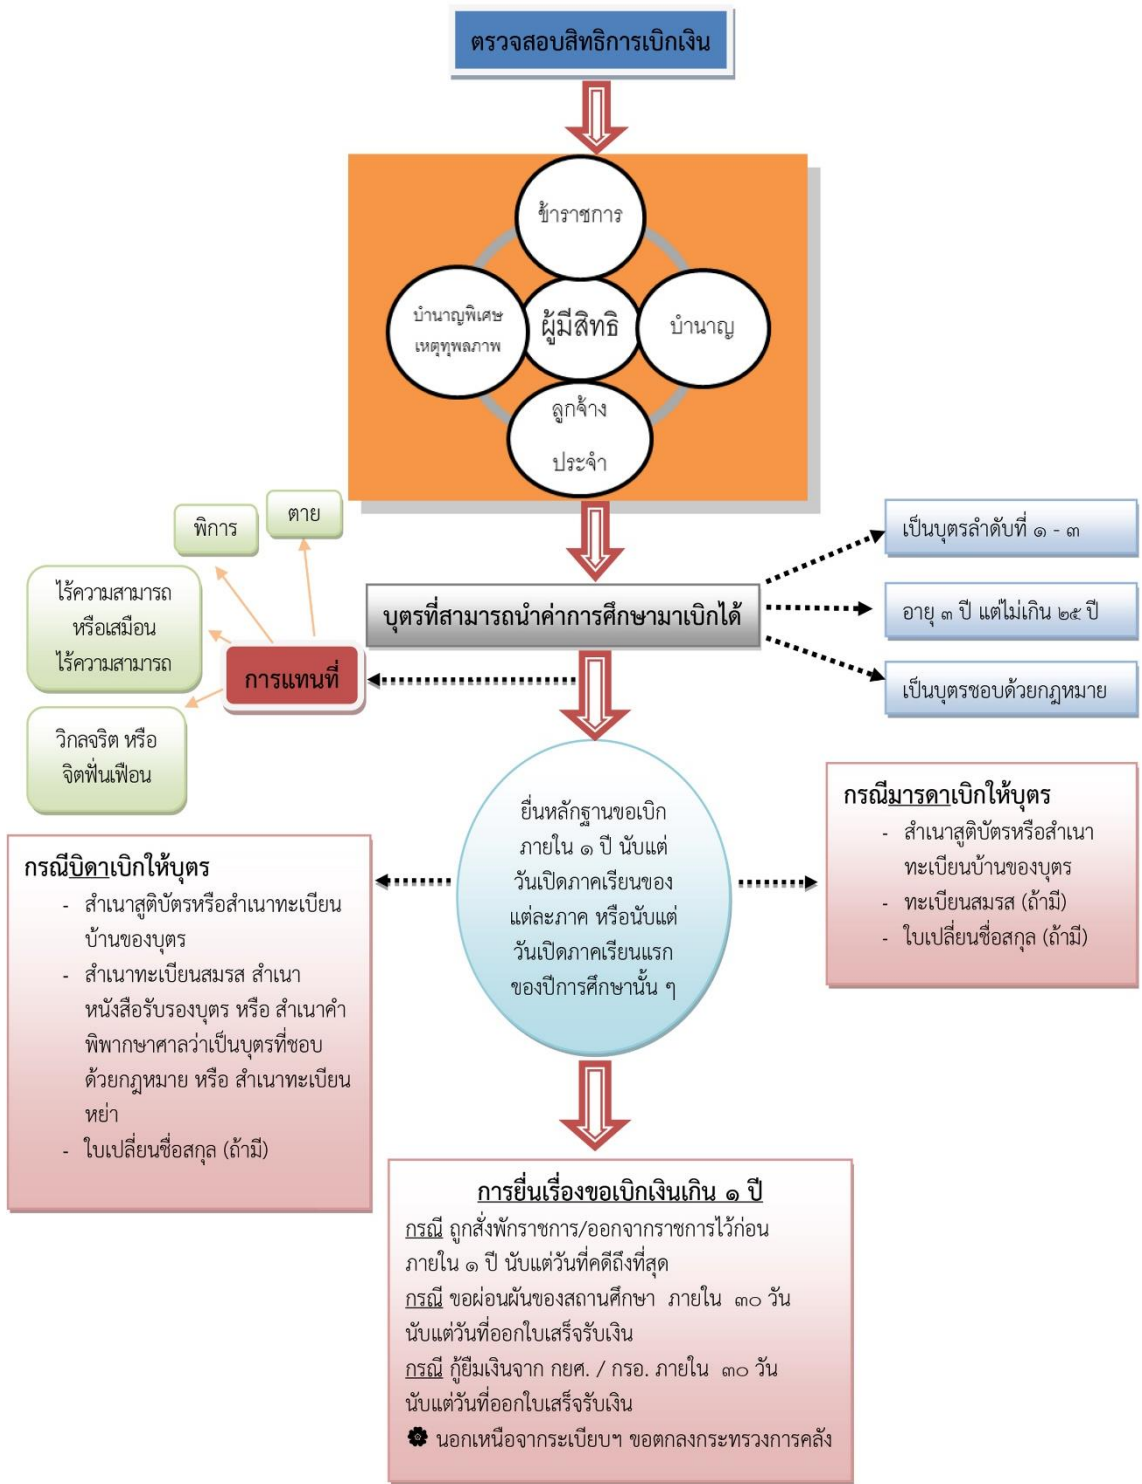 ตรวจสอบสิทธิการเบิกเงิน
ข้าราชการ
บำนาญพิเศษ
เหตุทุพลภาพ
ผู้มีสิทธิ
บำนาญ
ลูกจ้าง
ประจำ
บุตรที่สามารถนำค่าการศึกษามาเบิกได้
เป็นบุตรลำดับที่ ๑ - ๓
อายุ ๓ ปี แต่ไม่เกิน ๒๕ ปี
เป็นบุตรชอบด้วยกฎหมาย
การแทนที่
ตาย
พิการ
ไร้ความสามารถ
หรือเสมือน
ไร้ความสามารถ
วิกลจริต หรือ
จิตฟั่นเฟือน
ยื่นหลักฐานขอเบิก
ภายใน ๑ ปี นับแต่
วันเปิดภาคเรียนของ
แต่ละภาค หรือนับแต่
วันเปิดภาคเรียนแรก
ของปีการศึกษานั้น ๆ
กรณีบิดาเบิกให้บุตร
- สำเนาสูติบัตรหรือสำเนาทะเบียน
บ้านของบุตร
- สำเนาทะเบียนสมรส สำเนา
หนังสือรับรองบุตร หรือ สำเนาคำ
พิพากษาศาลว่าเป็นบุตรที่ชอบ
ด้วยกฎหมาย หรือ สำเนาทะเบียน
หย่า
- ใบเปลี่ยนชื่อสกุล (ถ้ามี)
กรณีมารดาเบิกให้บุตร
- สำเนาสูติบัตรหรือสำเนา
ทะเบียนบ้านของบุตร
- ทะเบียนสมรส (ถ้ามี)
- ใบเปลี่ยนชื่อสกุล (ถ้ามี)
การยื่นเรื่องขอเบิกเงินเกิน ๑ ปี
กรณี ถูกสั่งพักราชการ/ออกจากราชการไว้ก่อน
ภายใน ๑ ปี นับแต่วันที่คดีถึงที่สุด
กรณี ขอผ่อนผันของสถานศึกษา ภายใน ๓๐ วัน
นับแต่วันที่ออกใบเสร็จรับเงิน
กรณี กู้ยืมเงินจาก กยศ. / กรอ. ภายใน ๓๐ วัน
นับแต่วันที่ออกใบเสร็จรับเงิน
นอกเหนือจากระเบียบฯ ขอตกลงกระทรวงการคลัง